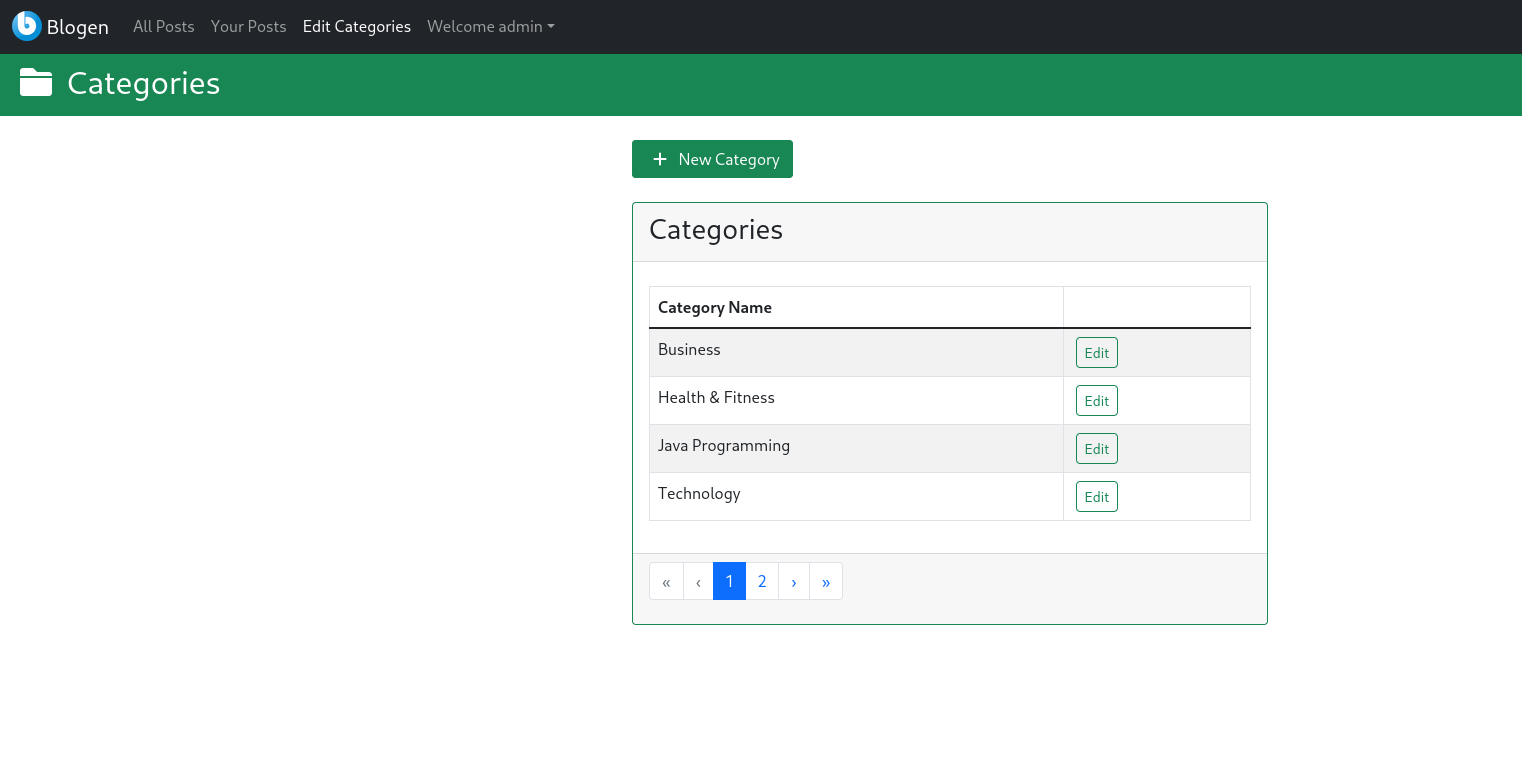 Blogen All Posts Your Posts Edit Categories Welcome admin
Categories
+ New Category
Categories
Category Name
Business Edit
Health & Fitness Edit
Java Programming Edit
Technology Edit
« ‹ 1 2 › »